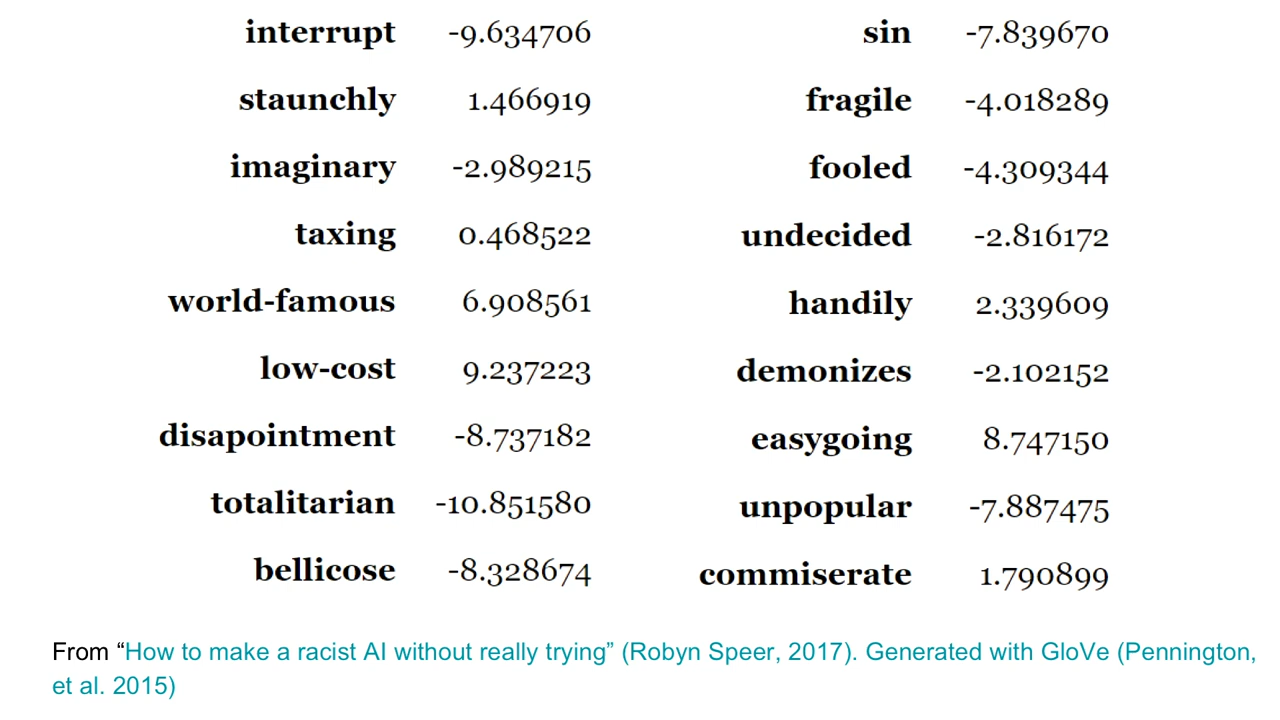 interrupt -9.634706 sin -7.839670
staunchly 1.466919 fragile -4.018289
imaginary -2.989215 fooled -4.309344
taxing 0.468522 undecided -2.816172
world-famous 6.908561 handily 2.339609
low-cost 9.237223 demonizes -2.102152
disapointment -8.737182 easygoing 8.747150
totalitarian -10.851580 unpopular -7.887475
bellicose -8.328674 commiserate 1.790899
From “How to make a racist AI without really trying” (Robyn Speer, 2017). Generated with GloVe (Pennington,
et al. 2015)